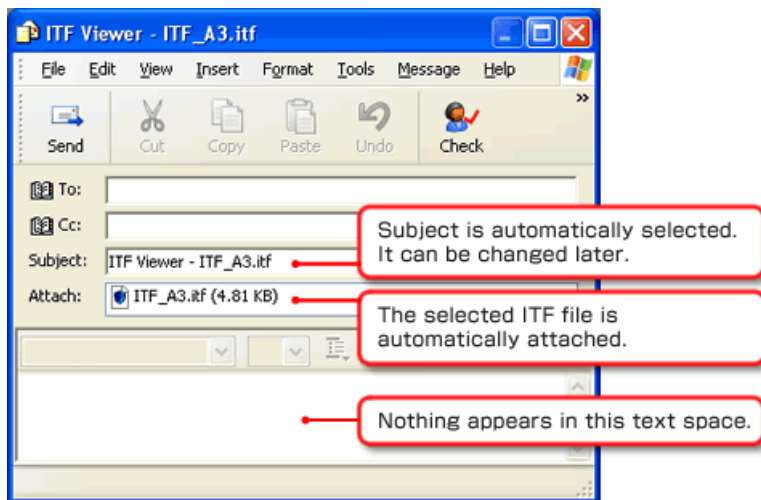 ITF Viewer - ITF_A3.itf
File Edit View Insert Format Tools Message Help
Send Cut Copy Paste Undo Check »
To:
Cc:
Subject: ITF Viewer - ITF_A3.itf
Attach: ITF_A3.itf (4.81 KB)
Subject is automatically selected.
It can be changed later.
The selected ITF file is
automatically attached.
Nothing appears in this text space.